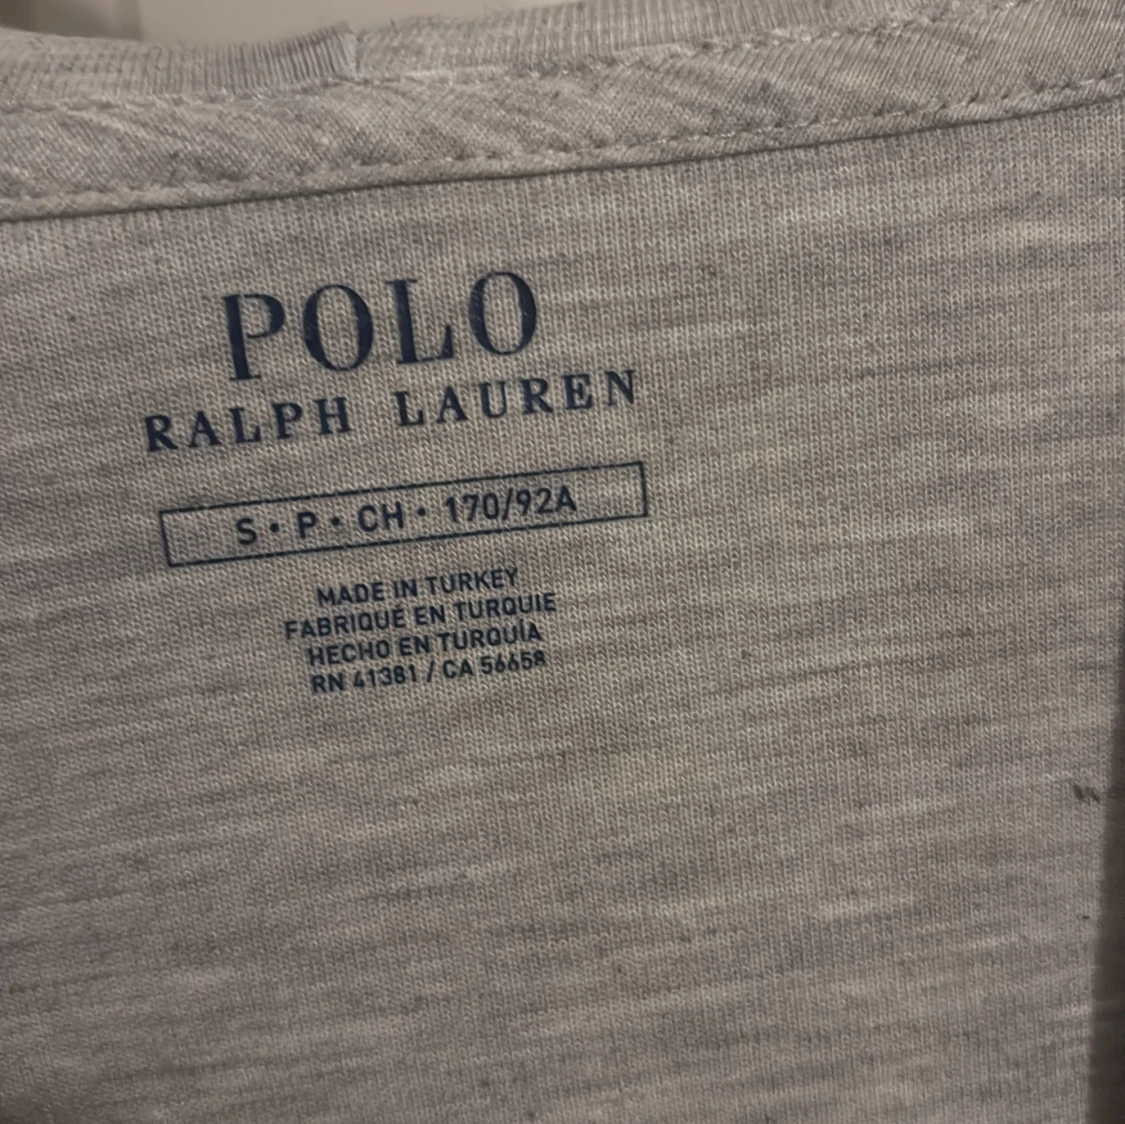 POLO
RALPH LAUREN
S • P • CH • 170/92A
MADE IN TURKEY
FABRIQUÉ EN TURQUIE
HECHO EN TURQUÍA
RN 41381 / CA 56658